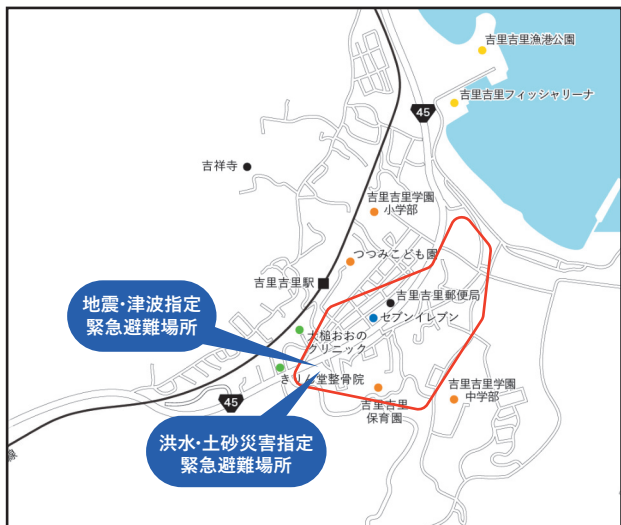 吉里吉里漁港公園
吉里吉里フィッシャリーナ
45
吉祥寺
吉里吉里学園
小学部
つつみこども園
吉里吉里駅
吉里吉里郵便局
セブンイレブン
地震・津波指定
緊急避難場所
大槌おおの
クリニック
きりん堂整骨院
45
吉里吉里
保育園
吉里吉里学園
中学部
洪水・土砂災害指定
緊急避難場所
線